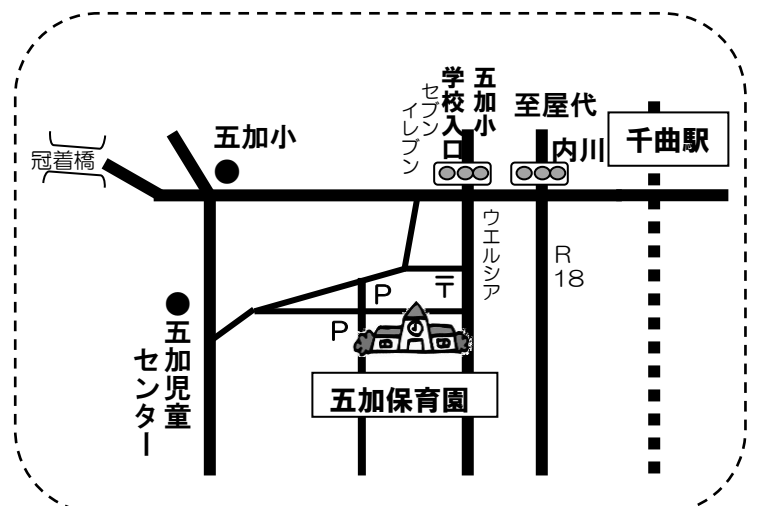 冠着橋
五加小
セブン
イレブン
五加小
学校入口
至屋代
内川
千曲駅
ウエルシア
R
18
〒
P
P
五加児童
センター
五加保育園